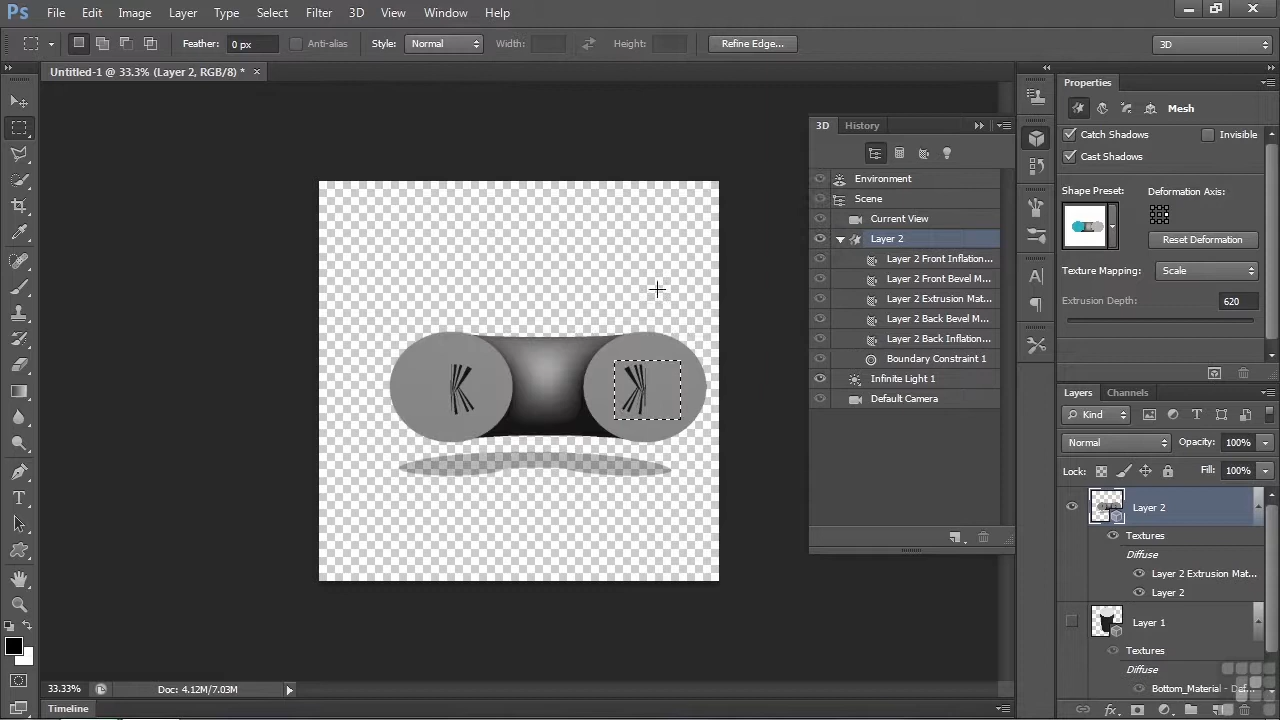 Ps File Edit Image Layer Type Select Filter 3D View Window Help
Feather: 0 px Anti-alias Style: Normal Width: Height: Refine Edge... 3D
Untitled-1 @ 33.3% (Layer 2, RGB/8) * ×
3D History
Environment
Scene
Current View
Layer 2
Layer 2 Front Inflation...
Layer 2 Front Bevel M...
Layer 2 Extrusion Mat...
Layer 2 Back Bevel M...
Layer 2 Back Inflation...
Boundary Constraint 1
Infinite Light 1
Default Camera
Properties
Mesh
Catch Shadows Invisible
Cast Shadows
Shape Preset: Deformation Axis:
Reset Deformation
Texture Mapping: Scale
Extrusion Depth: 620
Layers Channels
Kind
Normal Opacity: 100%
Lock: Fill: 100%
Layer 2
Textures
Diffuse
Layer 2 Extrusion Mat...
Layer 2
Layer 1
Textures
Diffuse
Bottom_Material - Def...
33.33% Doc: 4.12M/7.03M
Timeline